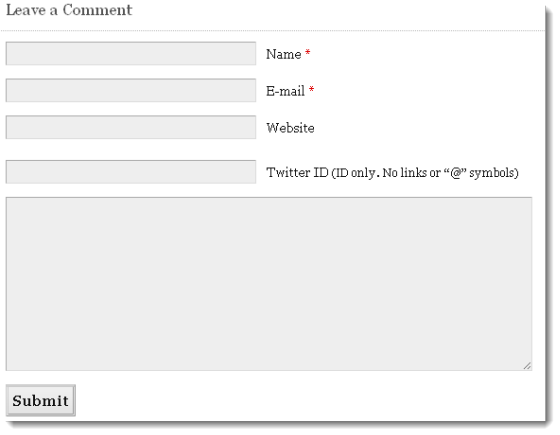 Leave a Comment
Name *
E-mail *
Website
Twitter ID (ID only. No links or “@” symbols)
Submit